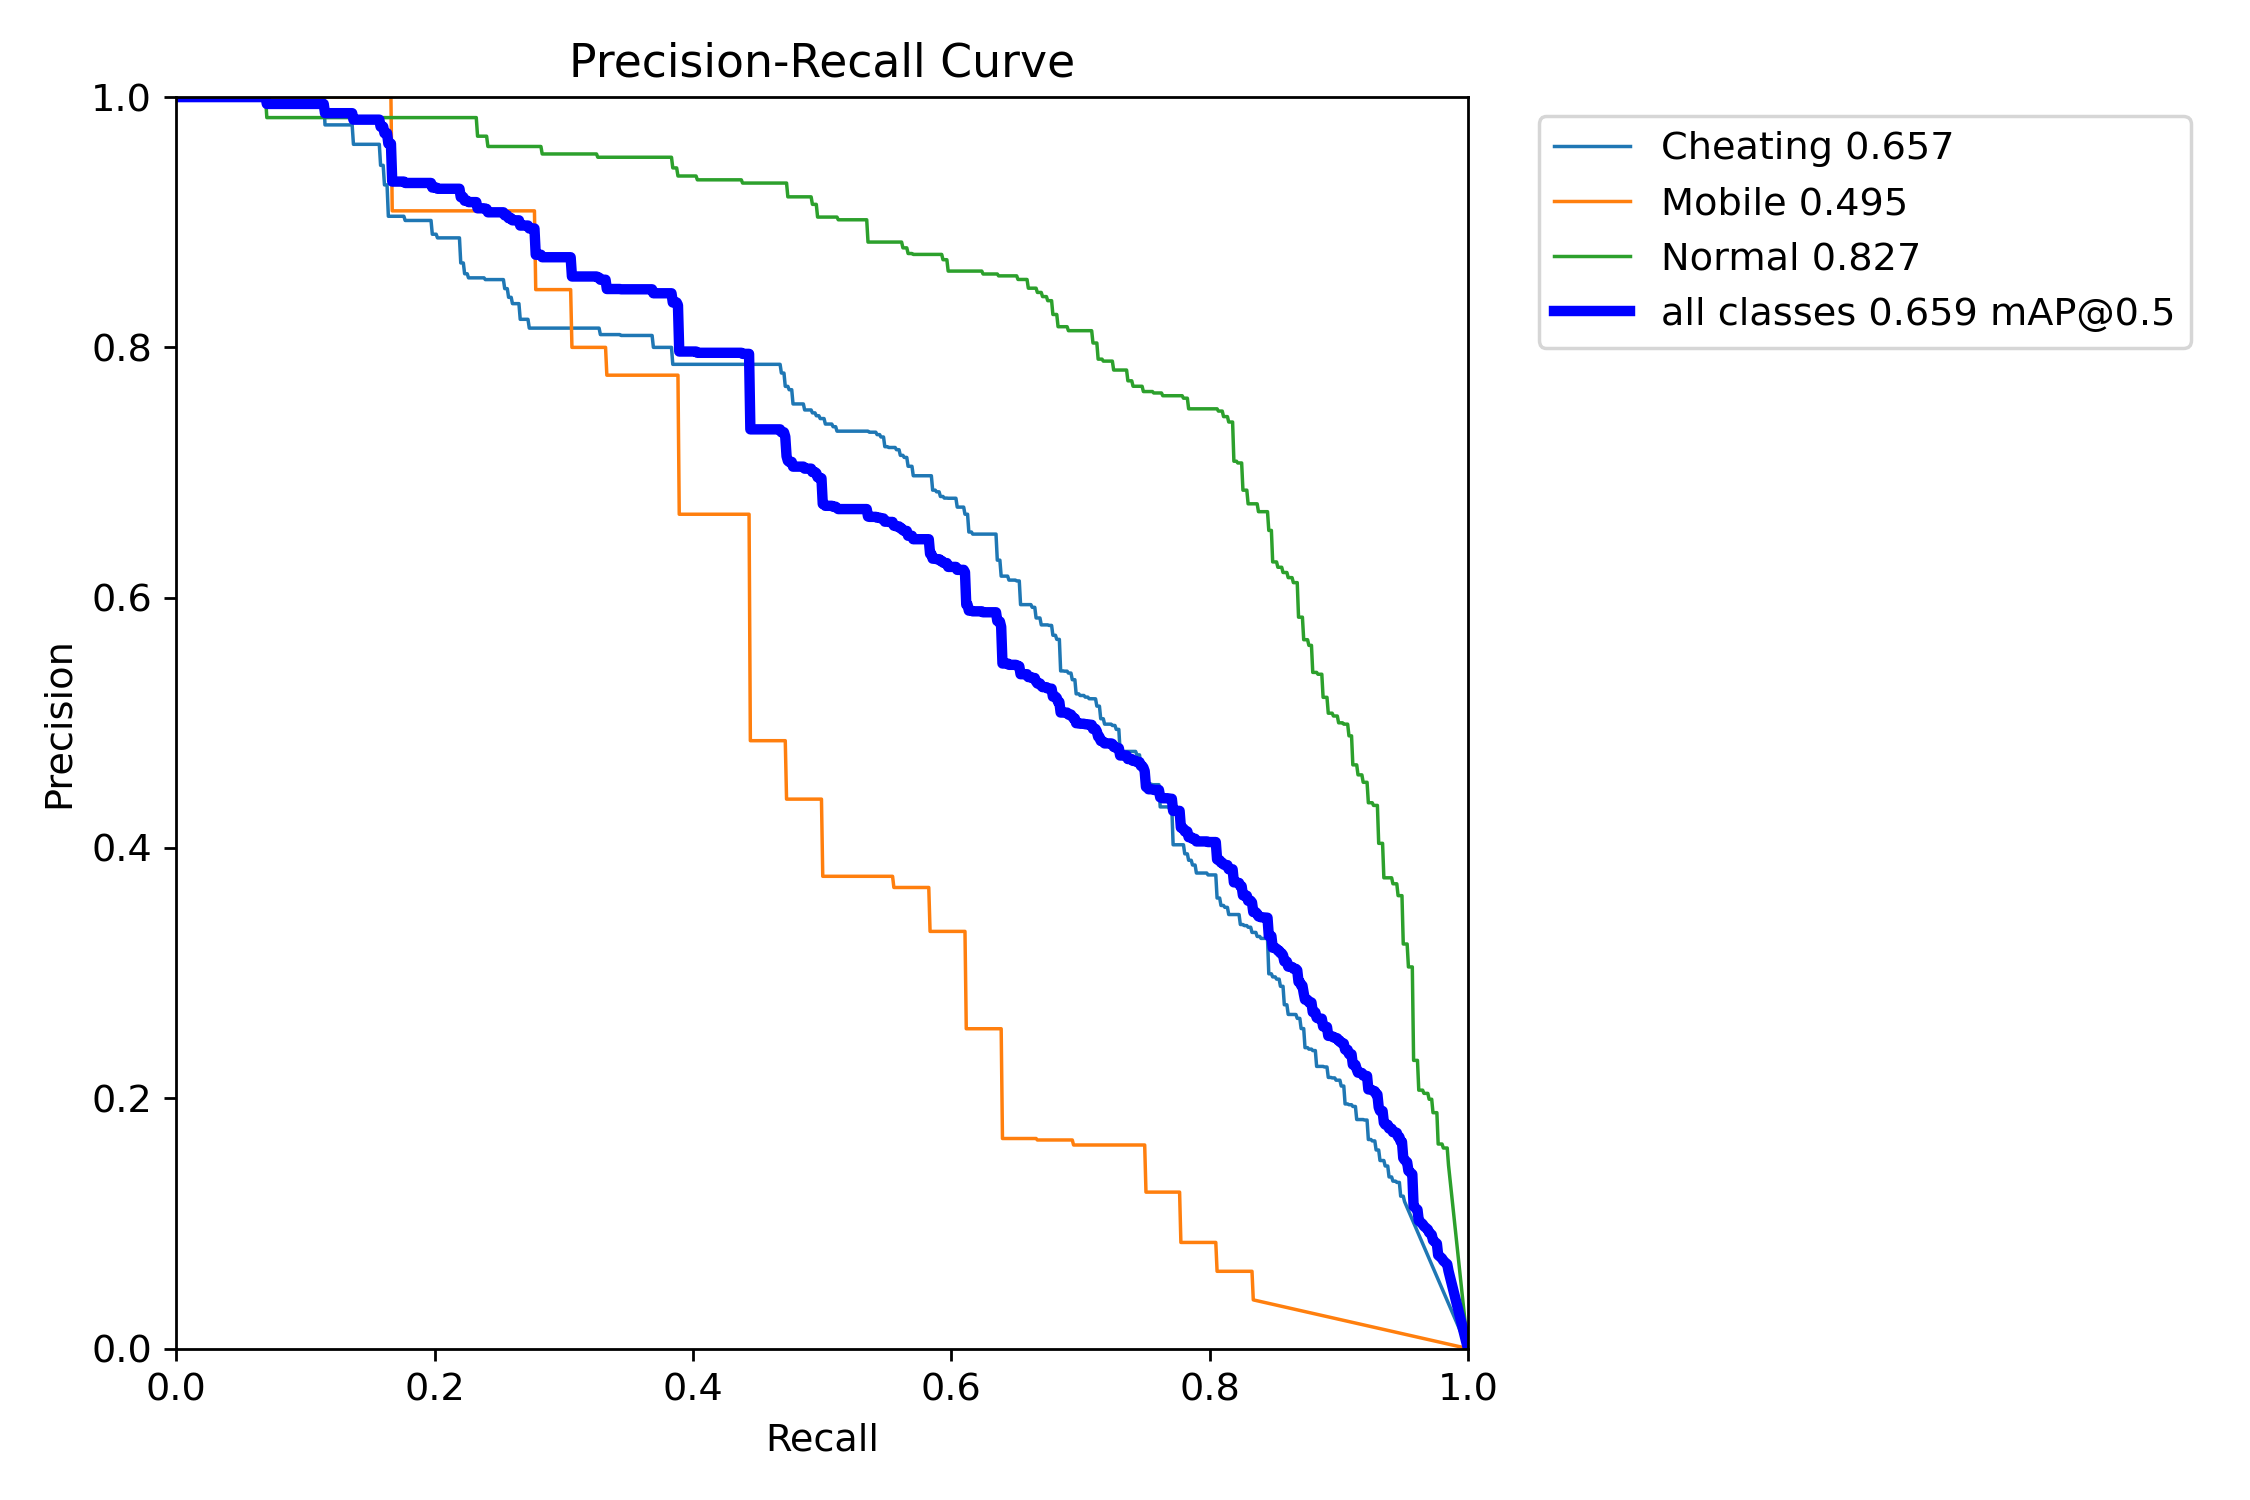 Precision-Recall Curve
1.0
0.8
0.6
0.4
0.2
0.0
Precision
0.0 0.2 0.4 0.6 0.8 1.0
Recall
Cheating 0.657
Mobile 0.495
Normal 0.827
all classes 0.659 mAP@0.5